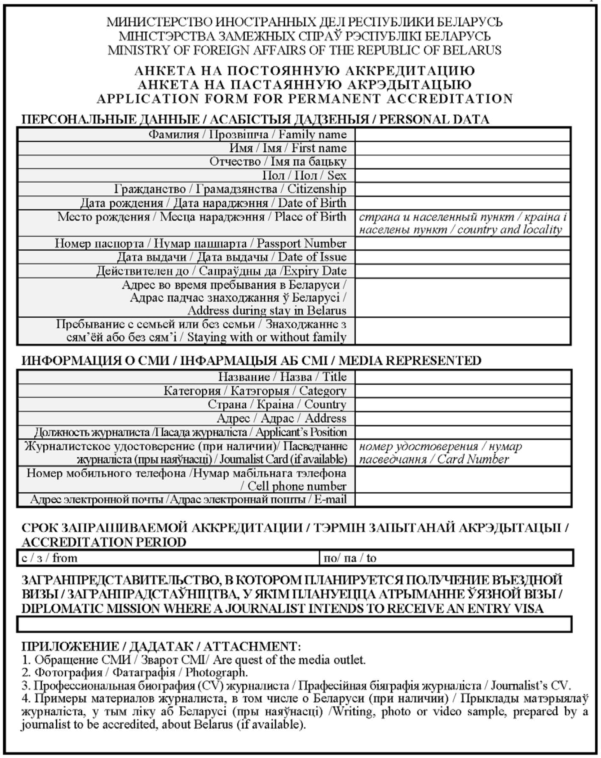 МИНИСТЕРСТВО ИНОСТРАННЫХ ДЕЛ РЕСПУБЛИКИ БЕЛАРУСЬ
МІНІСТЭРСТВА ЗАМЕЖНЫХ СПРАЎ РЭСПУБЛІКІ БЕЛАРУСЬ
MINISTRY OF FOREIGN AFFAIRS OF THE REPUBLIC OF BELARUS
АНКЕТА НА ПОСТОЯННУЮ АККРЕДИТАЦИЮ
АНКЕТА НА ПАСТАЯННУЮ АКРЭДЫТАЦЫЮ
APPLICATION FORM FOR PERMANENT ACCREDITATION
ПЕРСОНАЛЬНЫЕ ДАННЫЕ / АСАБІСТЫЯ ДАДЗЕНЫЯ / PERSONAL DATA
Фамилия / Прозвішча / Family name
Имя / Імя / First name
Отчество / Імя па бацьку
Пол / Пол / Sex
Гражданство / Грамадзянства / Citizenship
Дата рождения / Дата нараджэння / Date of Birth
Место рождения / Месца нараджэння / Place of Birth
страна и населенный пункт / краіна і
населены пункт / country and locality
Номер паспорта / Нумар пашпарта / Passport Number
Дата выдачи / Дата выдачы / Date of Issue
Действителен до / Сапраўдны да /Expiry Date
Адрес во время пребывания в Беларуси /
Адрас падчас знаходжання ў Беларусі /
/ Address during stay in Belarus
Пребывание с семьей или без семьи / Знаходжанне з
сям'ёй або без сям'і / Staying with or without family
ИНФОРМАЦИЯ О СМИ / ІНФАРМАЦЫЯ АБ СМІ / MEDIA REPRESENTED
Название / Назва / Title
Категория / Катэгорыя / Category
Страна / Краіна / Country
Адрес / Адрас / Address
Должность журналиста /Пасада журналіста / Applicant's Position
Журналистское удостоверение (при наличии)/ Пасведчанне
журналіста (пры наяўнасці) / Journalist Card (if available)
номер удостоверения / нумар
пасведчання / Card Number
Номер мобильного телефона /Нумар мабільнага тэлефона
/ Cell phone number
Адрес электронной почты /Адрас электроннай пошты / E-mail
СРОК ЗАПРАШИВАЕМОЙ АККРЕДИТАЦИИ / ТЭРМІН ЗАПЫТАНАЙ АКРЭДЫТАЦЫІ /
ACCREDITATION PERIOD
с / з / from
по/ па / to
ЗАГРАНПРЕДСТАВИТЕЛЬСТВО, В КОТОРОМ ПЛАНИРУЕТСЯ ПОЛУЧЕНИЕ ВЪЕЗДНОЙ
ВИЗЫ / ЗАГРАНПРАДСТАЎНІЦТВА, У ЯКІМ ПЛАНУЕЦЦА АТРЫМАННЕ ЎЯЗНОЙ ВІЗЫ /
DIPLOMATIC MISSION WHERE A JOURNALIST INTENDS TO RECEIVE AN ENTRY VISA
ПРИЛОЖЕНИЕ / ДАДАТАК / ATTACHMENT:
1. Обращение СМИ / Зварот СМІ/ Are quest of the media outlet.
2. Фотография / Фатаграфія / Photograph.
3. Профессиональная биография (CV) журналиста / Прафесійная біяграфія журналіста / Journalist's CV.
4. Примеры материалов журналиста, в том числе о Беларуси (при наличии) / Прыклады матэрыялаў
журналіста, у тым ліку аб Беларусі (пры наяўнасці) /Writing, photo or video sample, prepared by a
journalist to be accredited, about Belarus (if available).